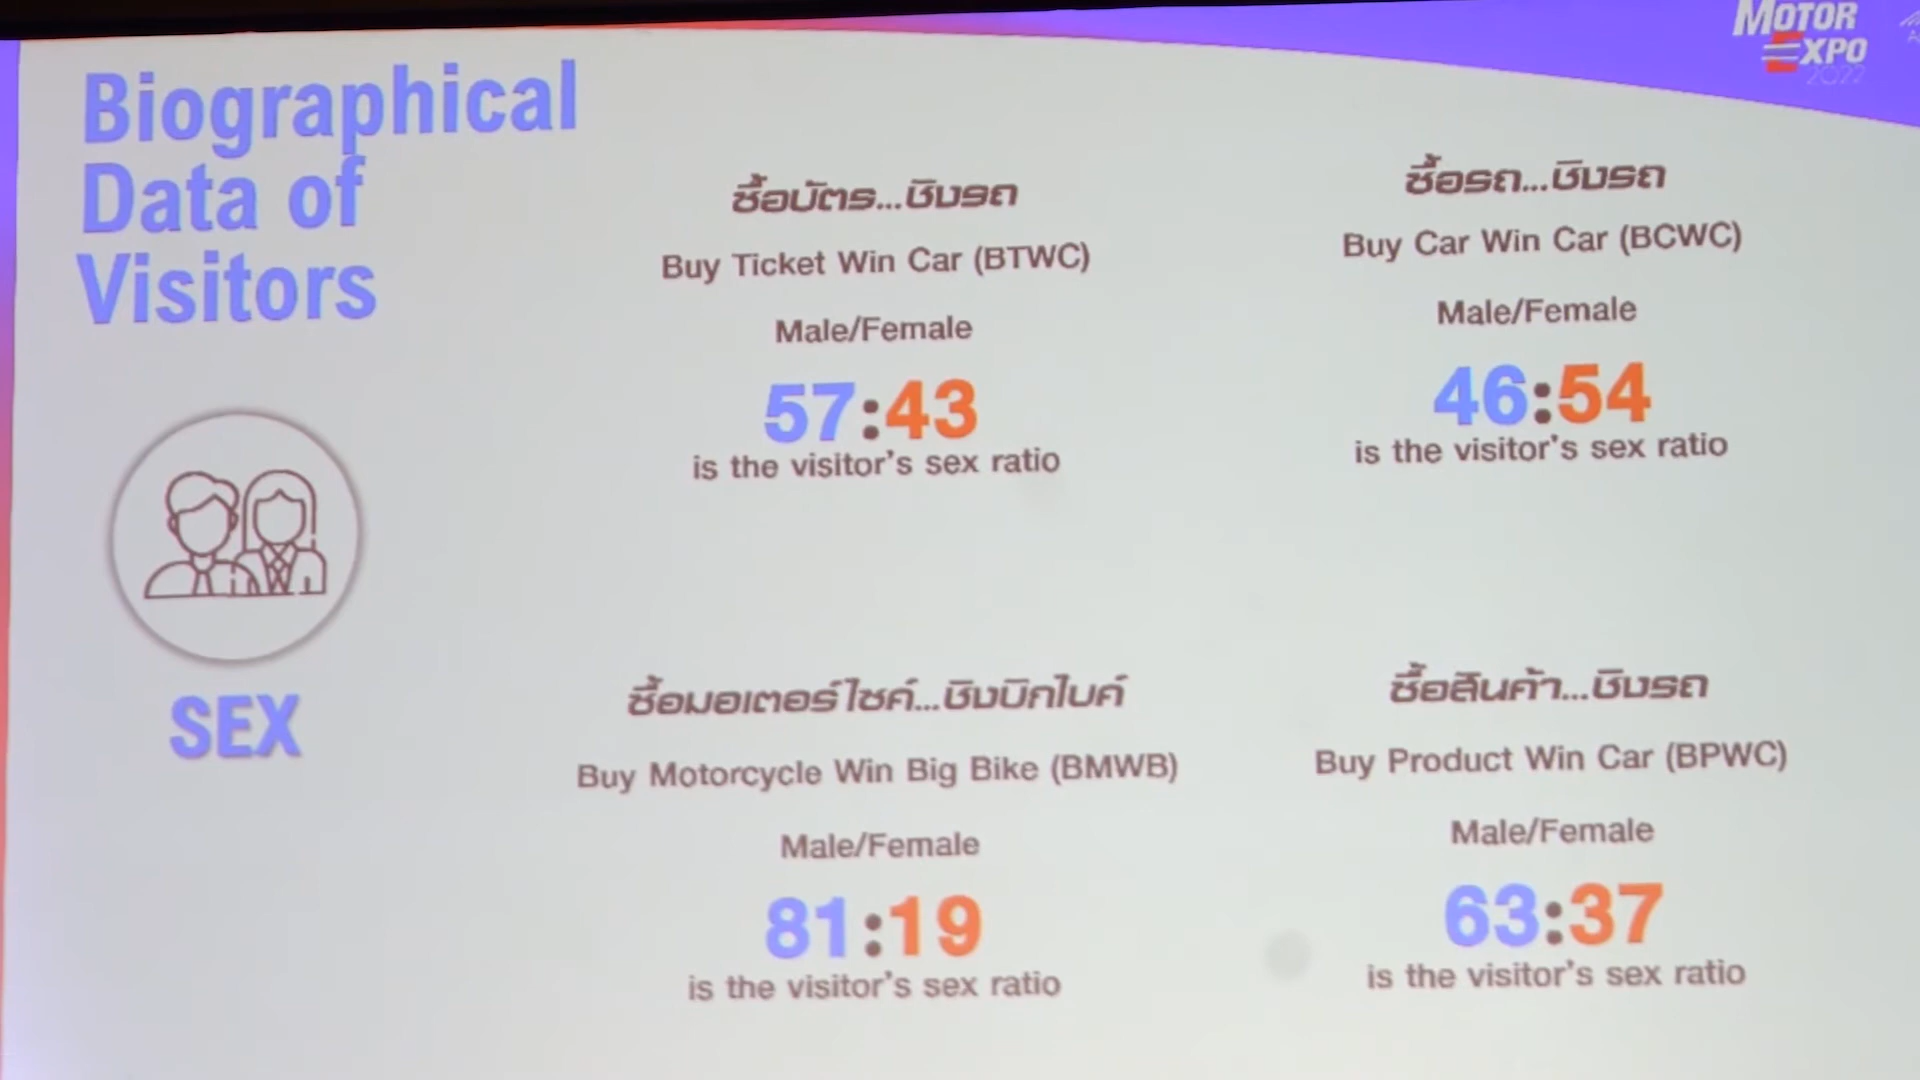 MOTOR
EXPO
2022
Biographical
Data of
Visitors
SEX
ซื้อบัตร...ชิงรถ
Buy Ticket Win Car (BTWC)
Male/Female
57:43
is the visitor's sex ratio
ซื้อรถ...ชิงรถ
Buy Car Win Car (BCWC)
Male/Female
46:54
is the visitor's sex ratio
ซื้อมอเตอร์ไซค์...ชิงบิกไบค์
Buy Motorcycle Win Big Bike (BMWB)
Male/Female
81:19
is the visitor's sex ratio
ซื้อสินค้า...ชิงรถ
Buy Product Win Car (BPWC)
Male/Female
63:37
is the visitor's sex ratio